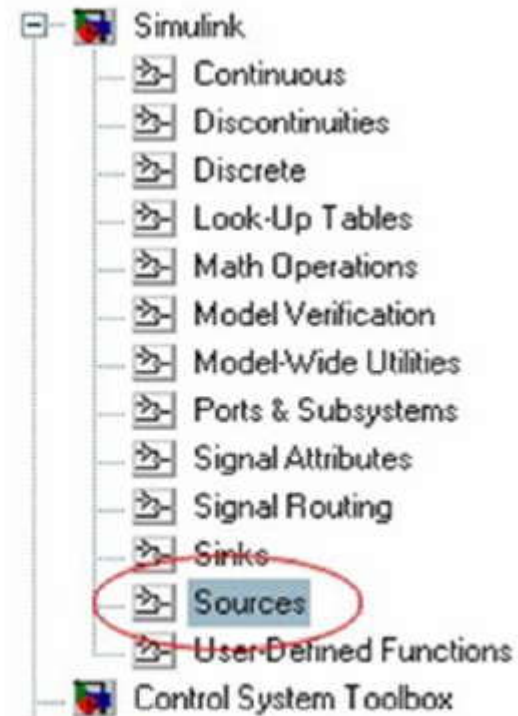 Simulink
Continuous
Discontinuities
Discrete
Look-Up Tables
Math Operations
Model Verification
Model-Wide Utilities
Ports & Subsystems
Signal Attributes
Signal Routing
Sinks
Sources
User-Defined Functions
Control System Toolbox